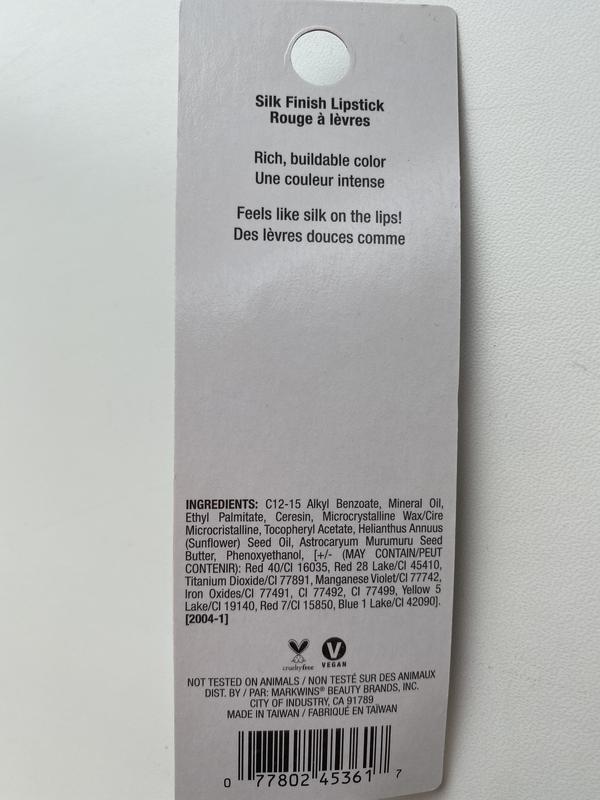 Silk Finish Lipstick
Rouge à lèvres
Rich, buildable color
Une couleur intense
Feels like silk on the lips!
Des lèvres douces comme
INGREDIENTS: C12-15 Alkyl Benzoate, Mineral Oil,
Ethyl Palmitate, Ceresin, Microcrystalline Wax/Cire
Microcristalline, Tocopheryl Acetate, Helianthus Annuus
(Sunflower) Seed Oil, Astrocaryum Murumuru Seed
Butter, Phenoxyethanol, [+/- (MAY CONTAIN/PEUT
CONTENIR): Red 40/CI 16035, Red 28 Lake/CI 45410,
Titanium Dioxide/CI 77891, Manganese Violet/CI 77742,
Iron Oxides/CI 77491, CI 77492, CI 77499, Yellow 5
Lake/CI 19140, Red 7/CI 15850, Blue 1 Lake/CI 42090].
[2004-1]
crueltyfree VEGAN
NOT TESTED ON ANIMALS / NON TESTÉ SUR DES ANIMAUX
DIST. BY / PAR: MARKWINS® BEAUTY BRANDS, INC.
CITY OF INDUSTRY, CA 91789
MADE IN TAIWAN / FABRIQUÉ EN TAÏWAN
0 77802 45361 7